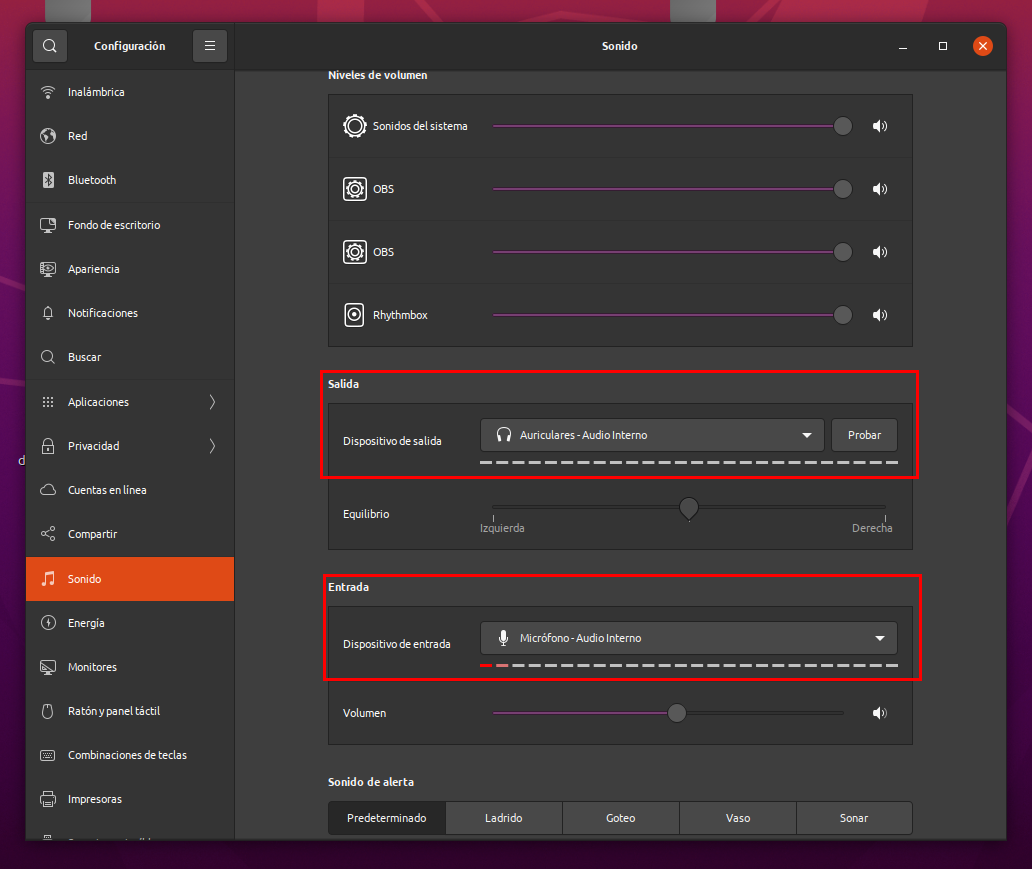 Configuración
Sonido
Inalámbrica
Red
Bluetooth
Fondo de escritorio
Apariencia
Notificaciones
Buscar
Aplicaciones
Privacidad
Cuentas en línea
Compartir
Sonido
Energía
Monitores
Ratón y panel táctil
Combinaciones de teclas
Impresoras
Niveles de volumen
Sonidos del sistema
OBS
OBS
Rhythmbox
Salida
Dispositivo de salida
Auriculares - Audio Interno
Probar
Equilibrio
Izquierda
Derecha
Entrada
Dispositivo de entrada
Micrófono - Audio Interno
Volumen
Sonido de alerta
Predeterminado
Ladrido
Goteo
Vaso
Sonar
d